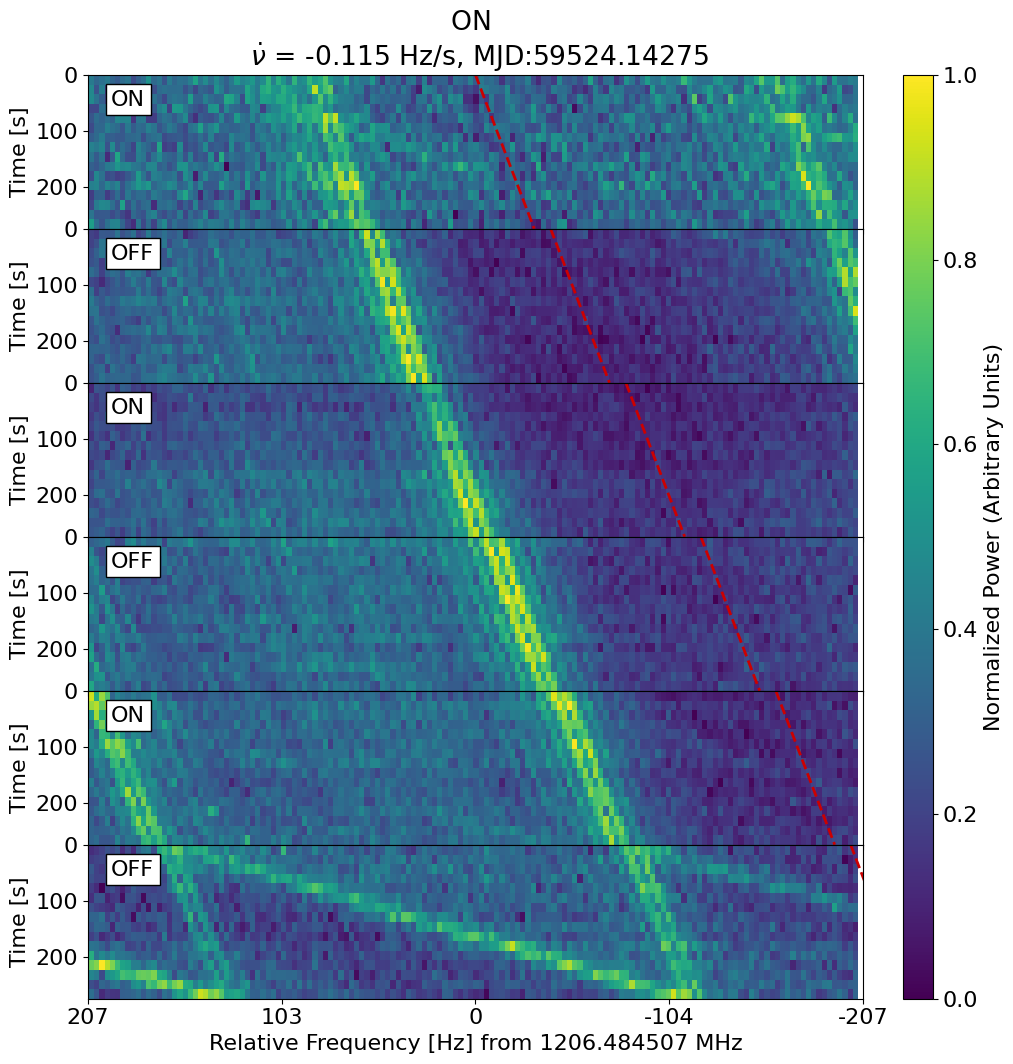 ON
ν̇ = -0.115 Hz/s, MJD:59524.14275
0
100
200
Time [s]
ON
0
100
200
Time [s]
OFF
0
100
200
Time [s]
ON
0
100
200
Time [s]
OFF
0
100
200
Time [s]
ON
0
100
200
Time [s]
OFF
207
103
0
-104
-207
Relative Frequency [Hz] from 1206.484507 MHz
1.0
0.8
0.6
0.4
0.2
0.0
Normalized Power (Arbitrary Units)